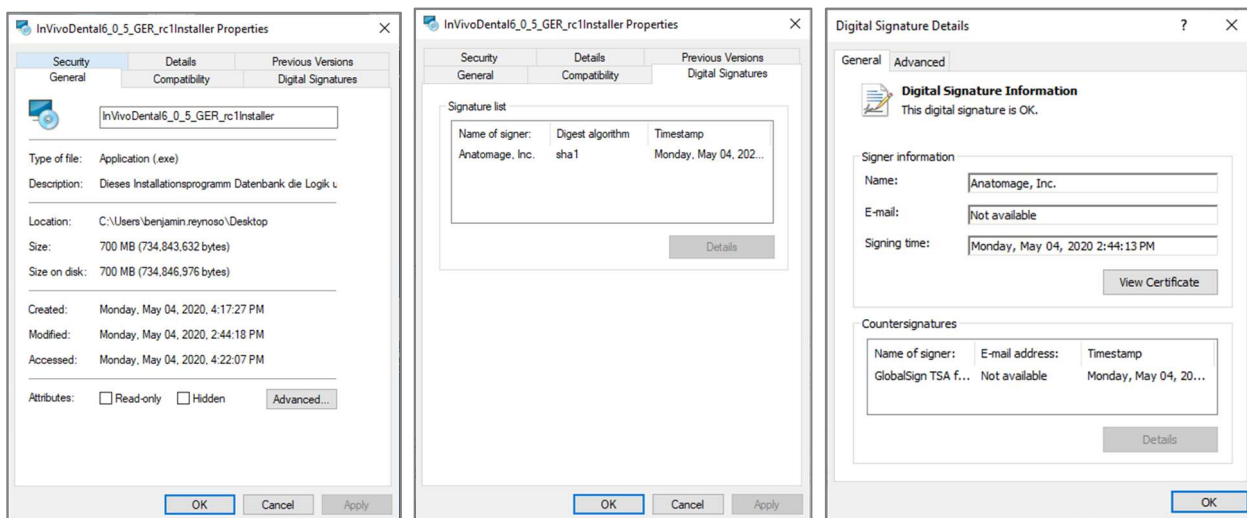 InVivoDental6_0_5_GER_rc1Installer Properties
Security Details Previous Versions
General Compatibility Digital Signatures
InVivoDental6_0_5_GER_rc1Installer
Type of file: Application (.exe)
Description: Dieses Installationsprogramm Datenbank die Logik u
Location: C:\Users\benjamin.reynoso\Desktop
Size: 700 MB (734,843,632 bytes)
Size on disk: 700 MB (734,846,976 bytes)
Created: Monday, May 04, 2020, 4:17:27 PM
Modified: Monday, May 04, 2020, 2:44:18 PM
Accessed: Monday, May 04, 2020, 4:22:07 PM
Attributes: Read-only Hidden Advanced...
OK Cancel Apply
InVivoDental6_0_5_GER_rc1Installer Properties
Security Details Previous Versions
General Compatibility Digital Signatures
Signature list
Name of signer: Digest algorithm Timestamp
Anatomage, Inc. sha1 Monday, May 04, 202...
Details
OK Cancel Apply
Digital Signature Details
General Advanced
Digital Signature Information
This digital signature is OK.
Signer information
Name: Anatomage, Inc.
E-mail: Not available
Signing time: Monday, May 04, 2020 2:44:13 PM
View Certificate
Countersignatures
Name of signer: E-mail address: Timestamp
GlobalSign TSA f... Not available Monday, May 04, 20...
Details
OK